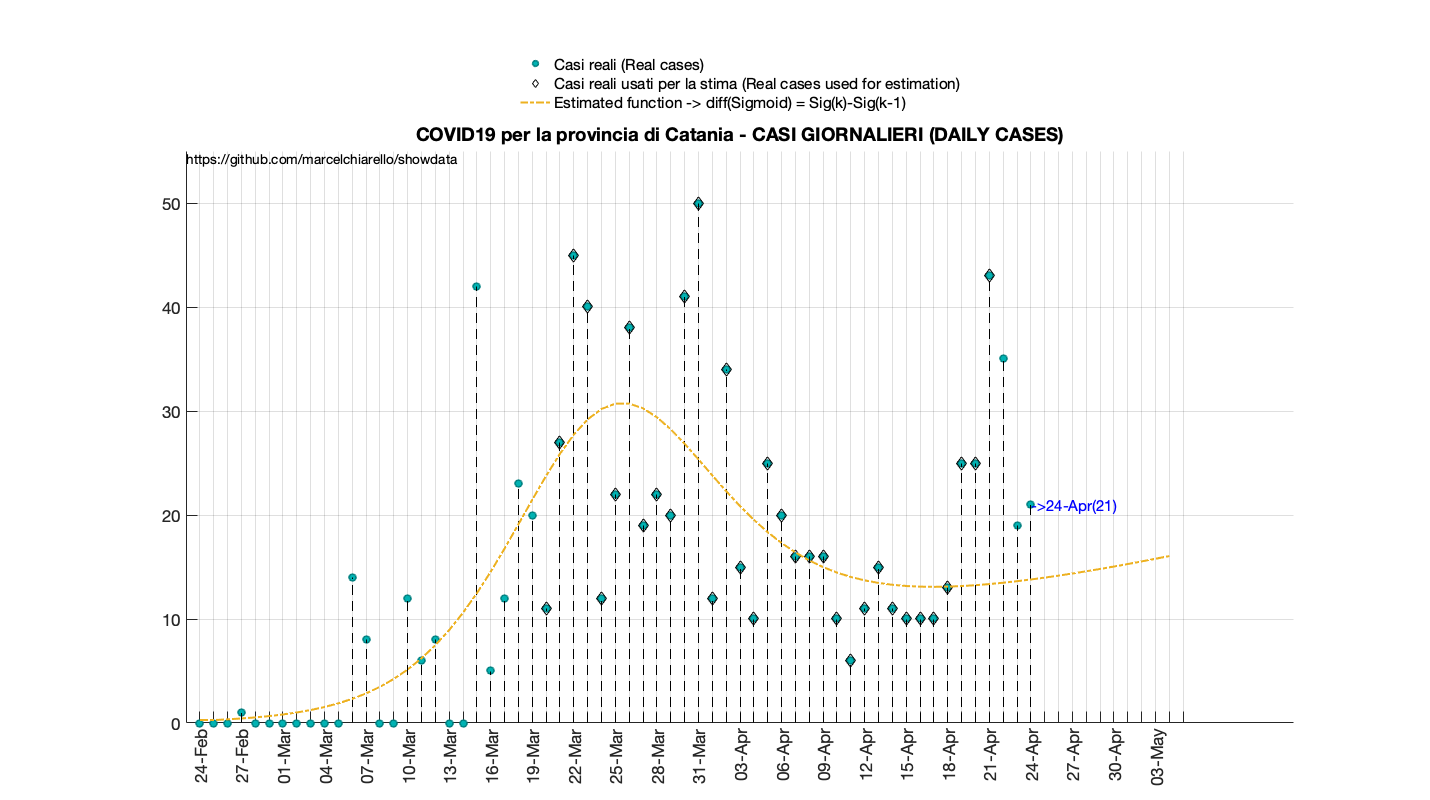 Casi reali (Real cases)
Casi reali usati per la stima (Real cases used for estimation)
Estimated function -> diff(Sigmoid) = Sig(k)-Sig(k-1)
COVID19 per la provincia di Catania - CASI GIORNALIERI (DAILY CASES)
https://github.com/marcelchiarello/showdata
50
40
30
20
10
0
->24-Apr(21)
24-Feb
27-Feb
01-Mar
04-Mar
07-Mar
10-Mar
13-Mar
16-Mar
19-Mar
22-Mar
25-Mar
28-Mar
31-Mar
03-Apr
06-Apr
09-Apr
12-Apr
15-Apr
18-Apr
21-Apr
24-Apr
27-Apr
30-Apr
03-May